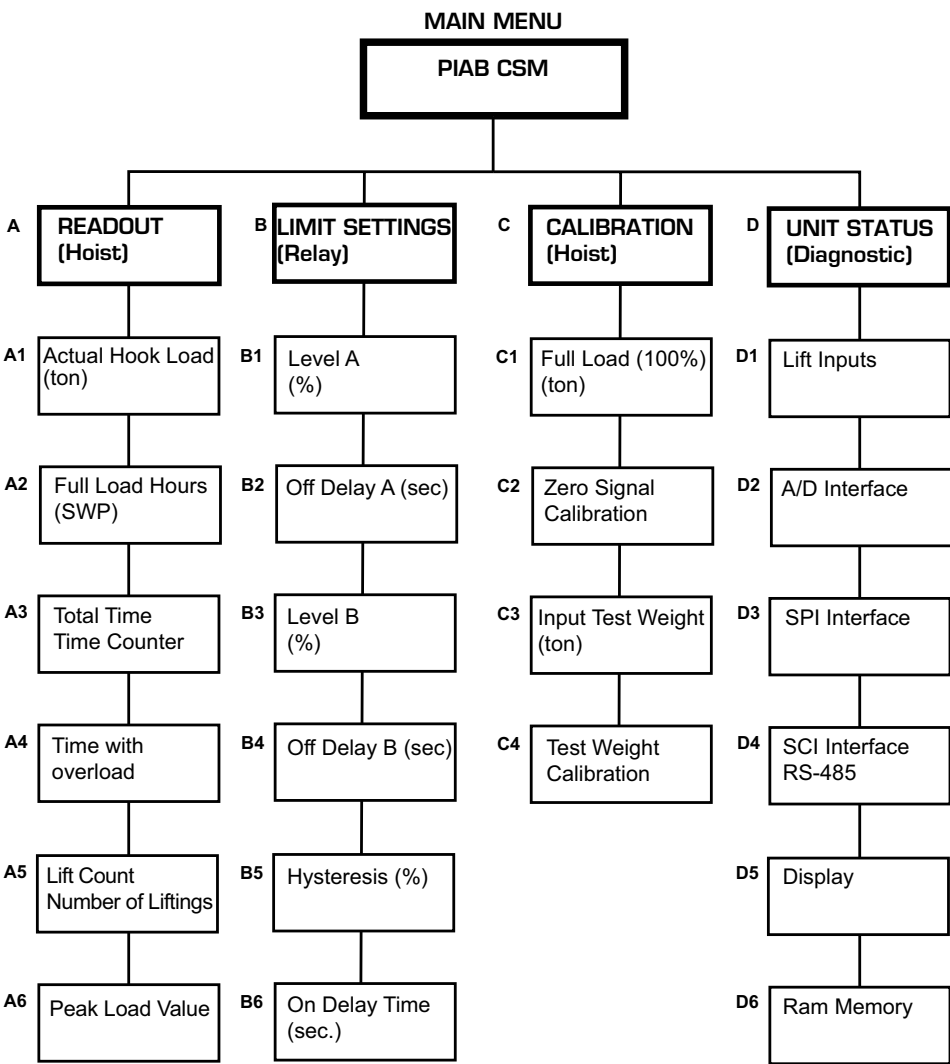 MAIN MENU
PIAB CSM
A
READOUT
(Hoist)
B
LIMIT SETTINGS
(Relay)
C
CALIBRATION
(Hoist)
D
UNIT STATUS
(Diagnostic)
A1
Actual Hook Load
(ton)
B1
Level A
(%)
C1
Full Load (100%)
(ton)
D1
Lift Inputs
A2
Full Load Hours
(SWP)
B2
Off Delay A (sec)
C2
Zero Signal
Calibration
D2
A/D Interface
A3
Total Time
Time Counter
B3
Level B
(%)
C3
Input Test Weight
(ton)
D3
SPI Interface
A4
Time with
overload
B4
Off Delay B (sec)
C4
Test Weight
Calibration
D4
SCI Interface
RS-485
A5
Lift Count
Number of Liftings
B5
Hysteresis (%)
D5
Display
A6
Peak Load Value
B6
On Delay Time
(sec.)
D6
Ram Memory